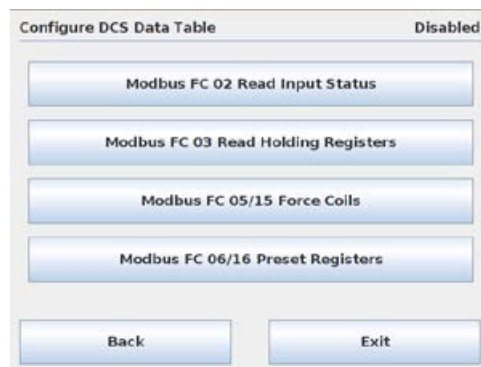 Configure DCS Data Table Disabled
Modbus FC 02 Read Input Status
Modbus FC 03 Read Holding Registers
Modbus FC 05/15 Force Coils
Modbus FC 06/16 Preset Registers
Back Exit